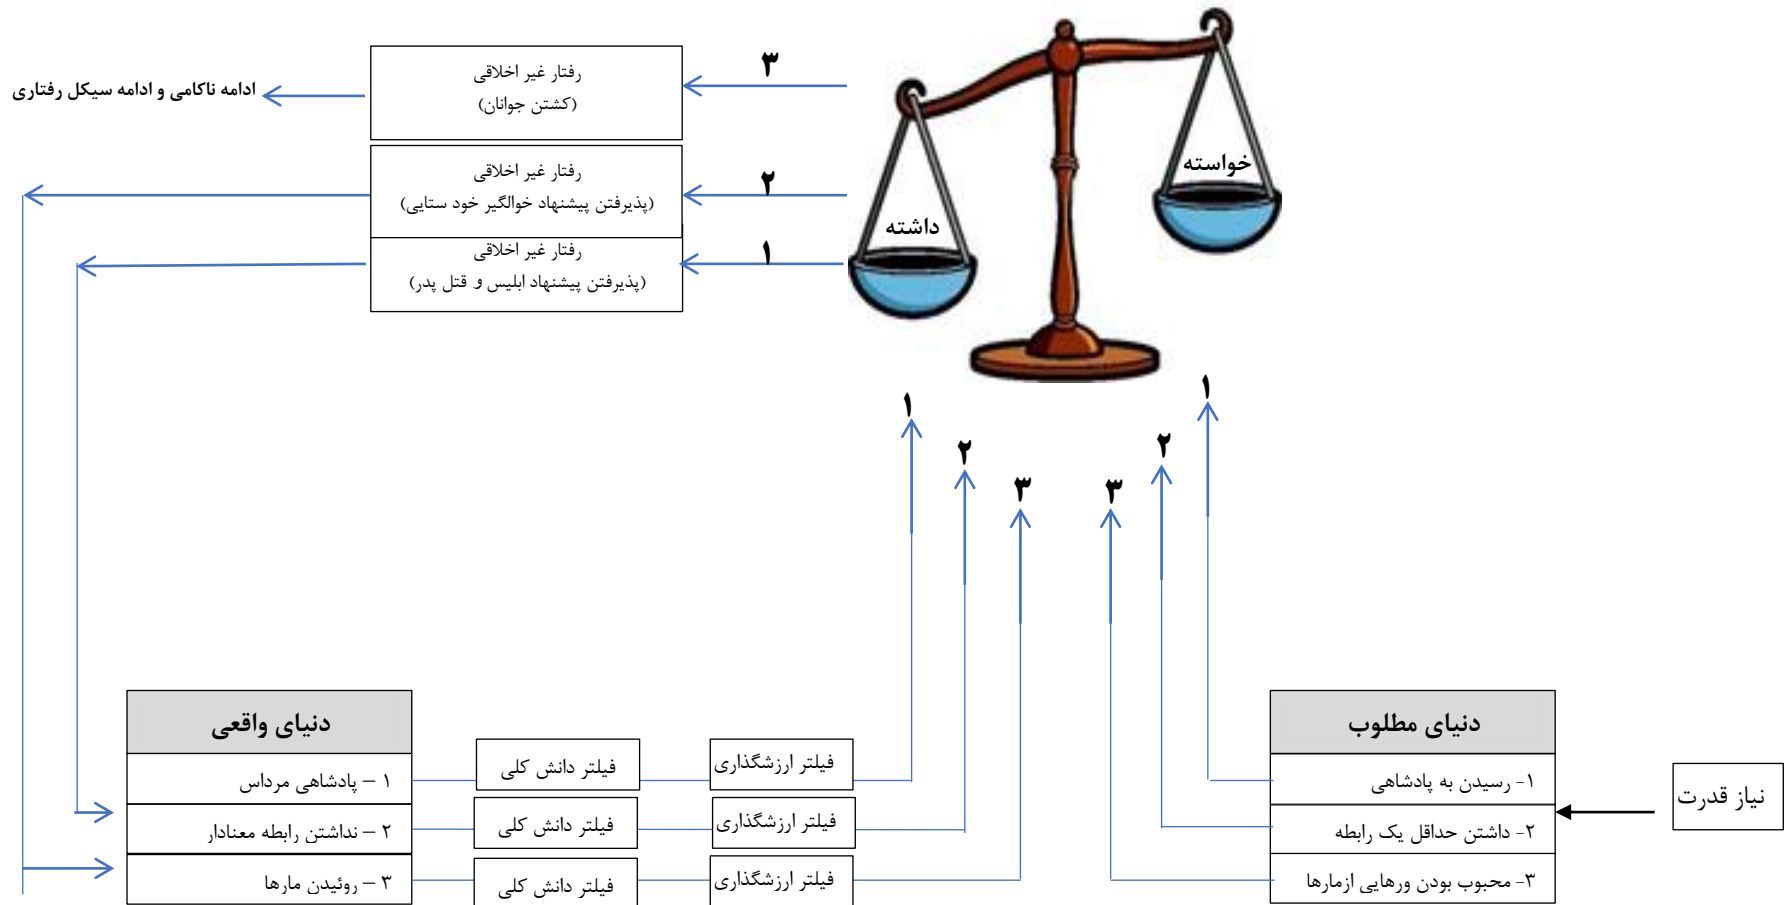 ۳
رفتار غیر اخلاقی
(کشتن جوانان)
ادامه ناکامی و ادامه سیکل رفتاری
خواسته
داشته
۲
رفتار غیر اخلاقی
(پذیرفتن پیشنهاد خوالگیر خود ستایی)
۱
رفتار غیر اخلاقی
(پذیرفتن پیشنهاد ابلیس و قتل پدر)
۱
۲
۳
۳
۲
۱
نیاز قدرت
دنیای مطلوب
۱- رسیدن به پادشاهی
۲- داشتن حداقل یک رابطه
۳- محبوب بودن ورهایی ازمارها
فیلتر ارزشگذاری
فیلتر دانش کلی
فیلتر ارزشگذاری
فیلتر دانش کلی
فیلتر ارزشگذاری
فیلتر دانش کلی
دنیای واقعی
۱ – پادشاهی مرداس
۲ – نداشتن رابطه معنادار
۳ – روئیدن مارها